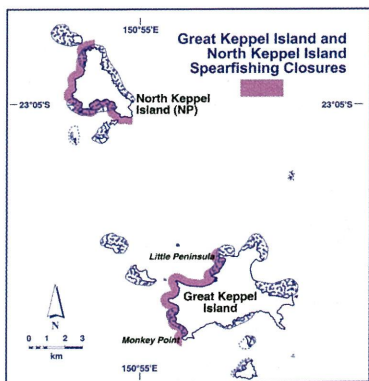 150°55'E
Great Keppel Island and
North Keppel Island
Spearfishing Closures
23°05'S
23°05'S
North Keppel
Island (NP)
Little Peninsula
Great Keppel
Island
Monkey Point
N
0 1 2 3
km
150°55'E